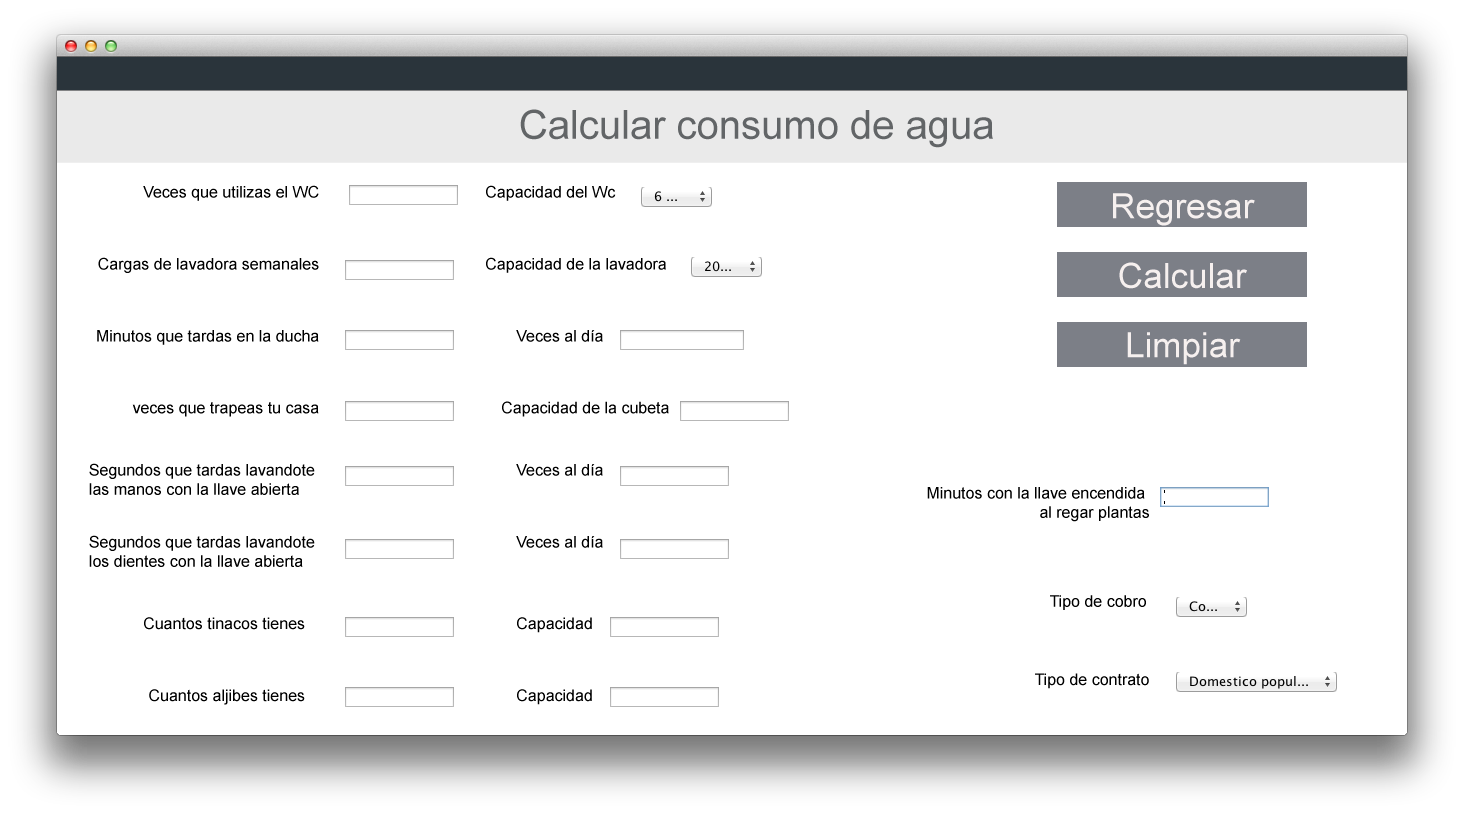 Calcular consumo de agua
Veces que utilizas el WC
Capacidad del Wc
6 ...
Regresar
Cargas de lavadora semanales
Capacidad de la lavadora
20...
Calcular
Minutos que tardas en la ducha
Veces al día
Limpiar
veces que trapeas tu casa
Capacidad de la cubeta
Segundos que tardas lavandote
las manos con la llave abierta
Veces al día
Minutos con la llave encendida
al regar plantas
Segundos que tardas lavandote
los dientes con la llave abierta
Veces al día
Tipo de cobro
Co...
Cuantos tinacos tienes
Capacidad
Tipo de contrato
Domestico popul...
Cuantos aljibes tienes
Capacidad